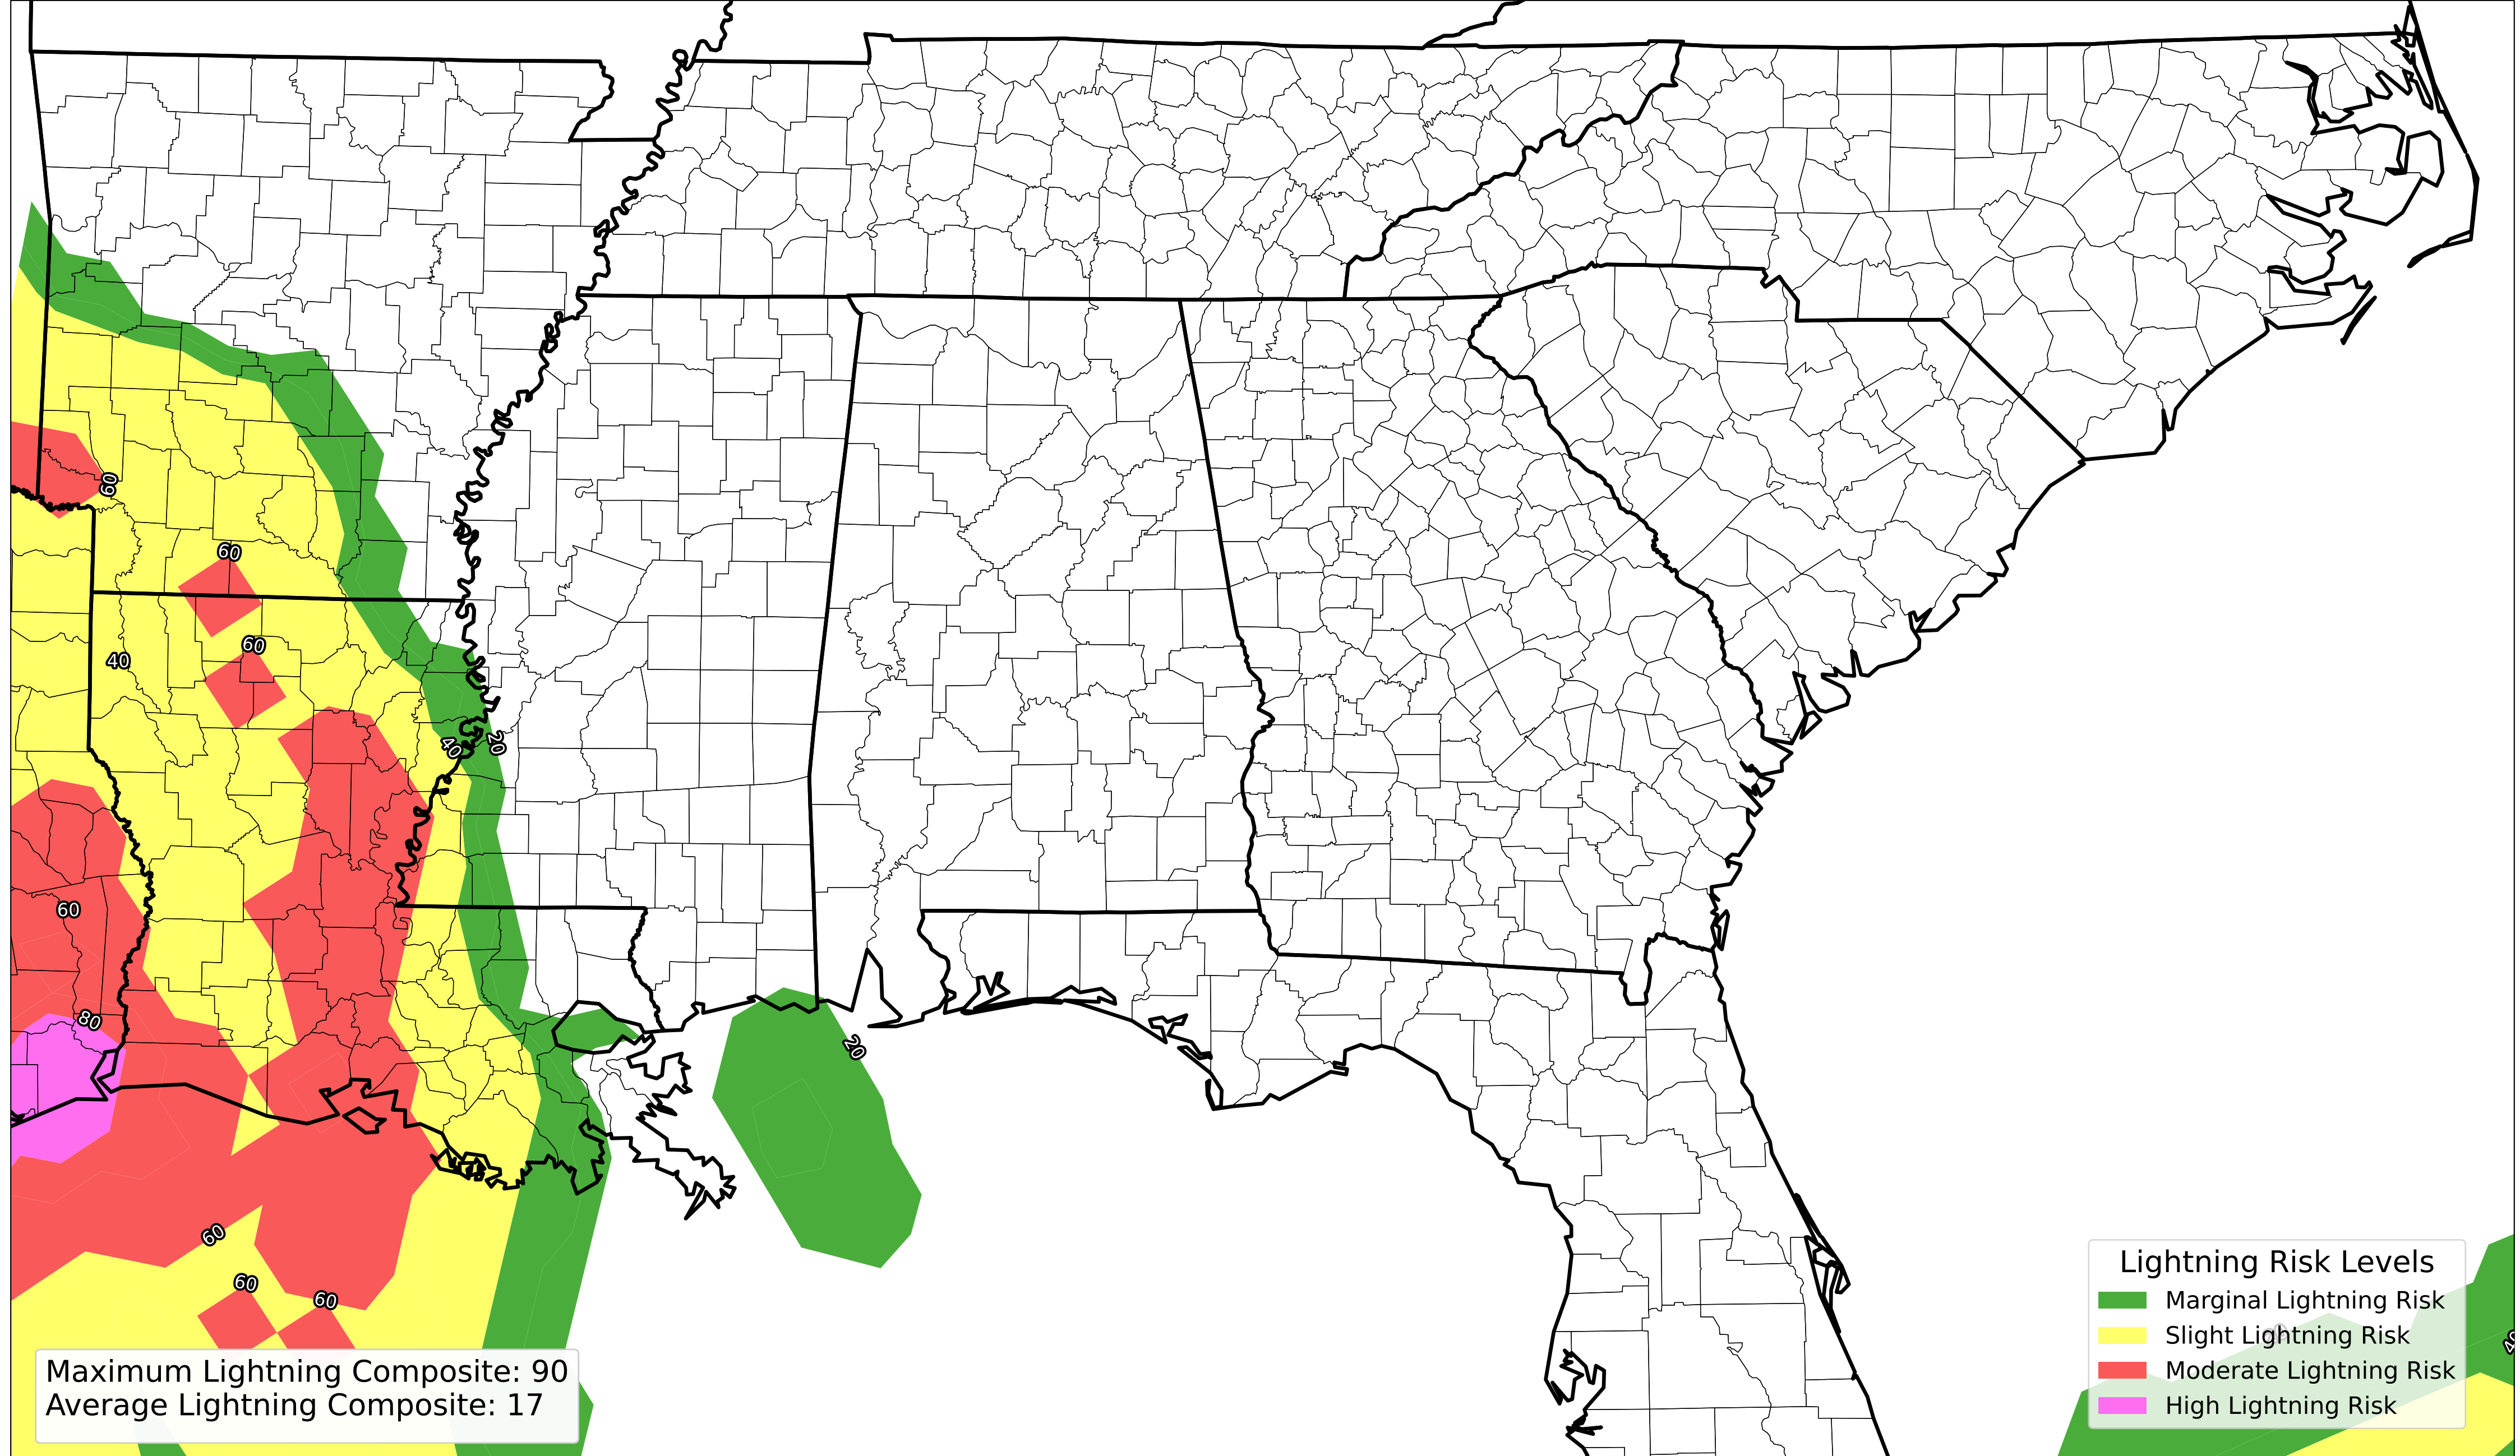 60
60
60
40
40
20
60
80
20
60
60
60
Lightning Risk Levels
Marginal Lightning Risk
Slight Lightning Risk
Moderate Lightning Risk
High Lightning Risk
Maximum Lightning Composite: 90
Average Lightning Composite: 17